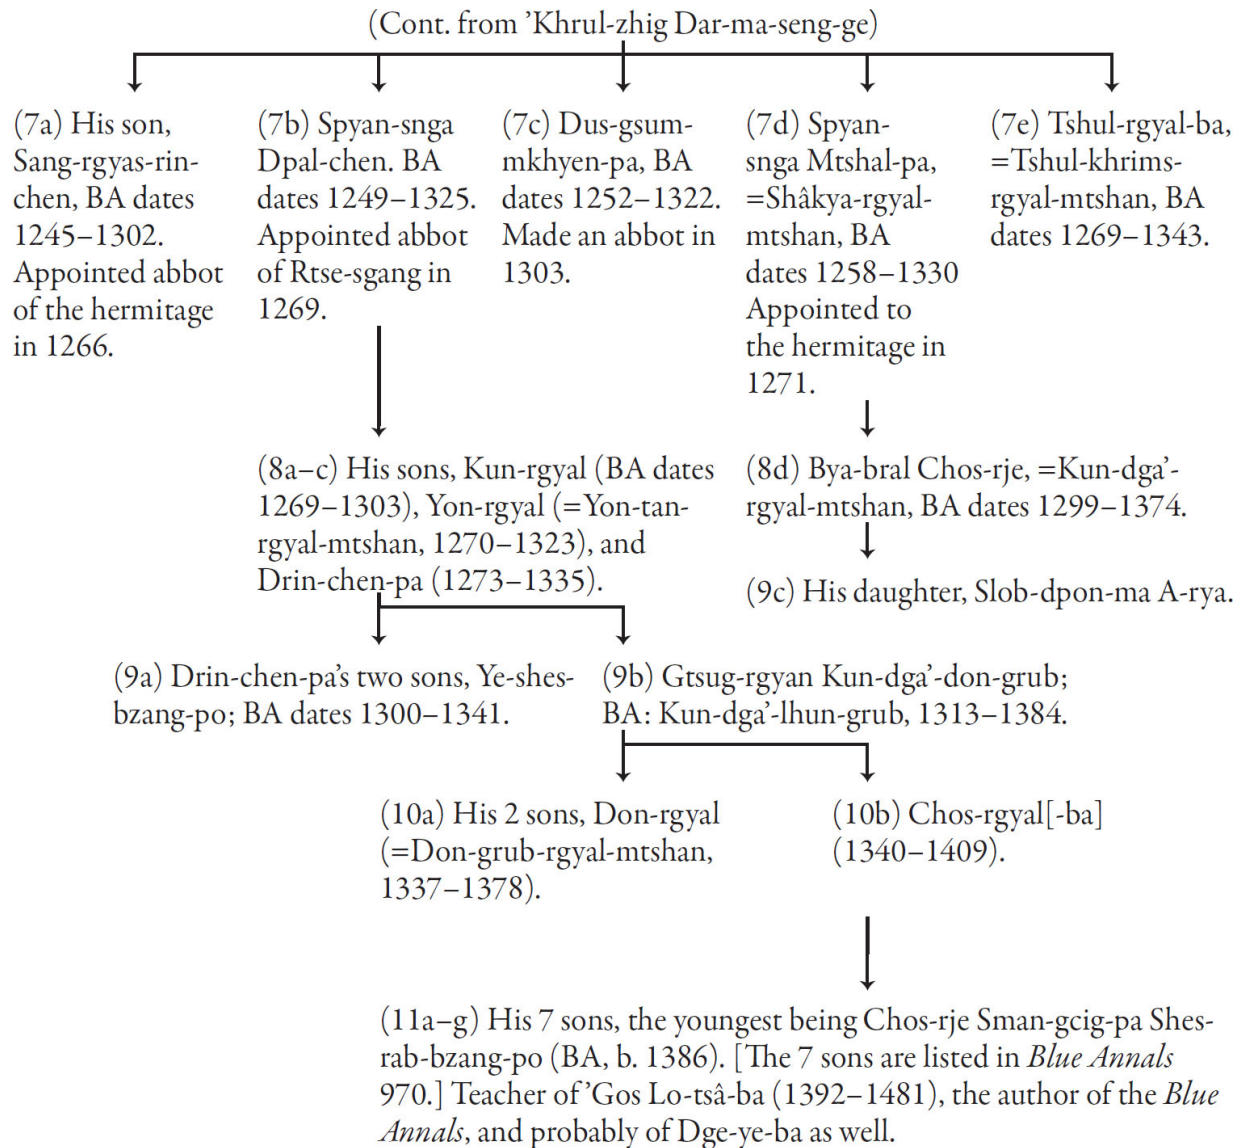 (Cont. from ’Khrul-zhig Dar-ma-seng-ge)
(7a) His son,
Sang-rgyas-rin-
chen, BA dates
1245–1302.
Appointed abbot
of the hermitage
in 1266.
(7b) Spyan-snga
Dpal-chen. BA
dates 1249–1325.
Appointed abbot
of Rtse-sgang in
1269.
(7c) Dus-gsum-
mkhyen-pa, BA
dates 1252–1322.
Made an abbot in
1303.
(7d) Spyan-
snga Mtshal-pa,
=Shâkya-rgyal-
mtshan, BA
dates 1258–1330
Appointed to
the hermitage in
1271.
(7e) Tshul-rgyal-ba,
=Tshul-khrims-
rgyal-mtshan, BA
dates 1269–1343.
(8a–c) His sons, Kun-rgyal (BA dates
1269–1303), Yon-rgyal (=Yon-tan-
rgyal-mtshan, 1270–1323), and
Drin-chen-pa (1273–1335).
(8d) Bya-bral Chos-rje, =Kun-dga’-
rgyal-mtshan, BA dates 1299–1374.
(9c) His daughter, Slob-dpon-ma A-rya.
(9a) Drin-chen-pa’s two sons, Ye-shes-
bzang-po; BA dates 1300–1341.
(9b) Gtsug-rgyan Kun-dga’-don-grub;
BA: Kun-dga’-lhun-grub, 1313–1384.
(10a) His 2 sons, Don-rgyal
(=Don-grub-rgyal-mtshan,
1337–1378).
(10b) Chos-rgyal[-ba]
(1340–1409).
(11a–g) His 7 sons, the youngest being Chos-rje Sman-gcig-pa Shes-
rab-bzang-po (BA, b. 1386). [The 7 sons are listed in Blue Annals
970.] Teacher of ’Gos Lo-tsâ-ba (1392–1481), the author of the Blue
Annals, and probably of Dge-ye-ba as well.